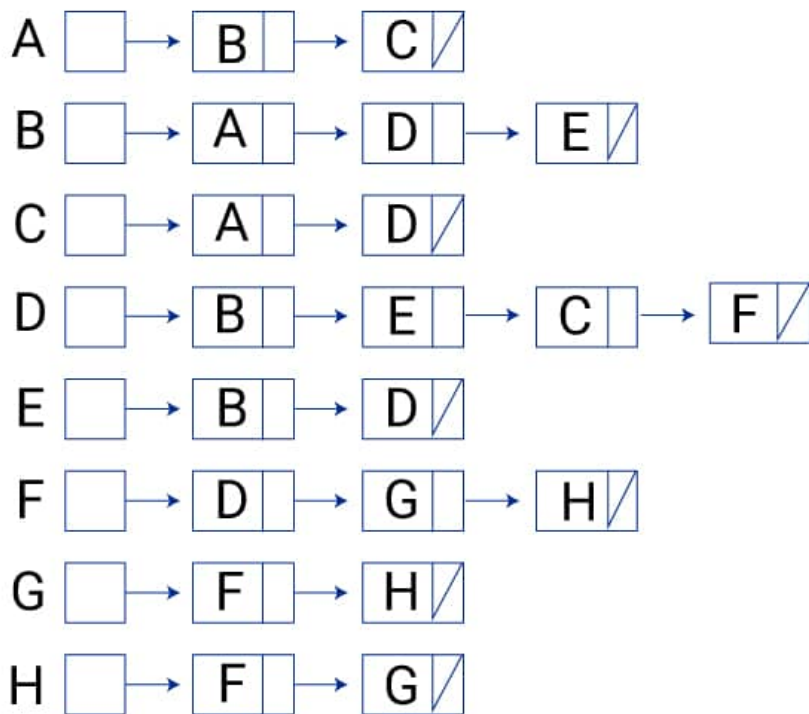 A B C
B A D E
C A D
D B E C F
E B D
F D G H
G F H
H F G